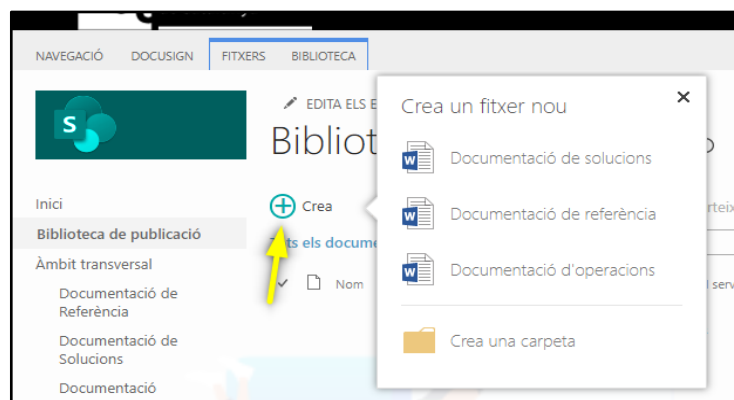 NAVEGACIÓ DOCUSIGN FITXERS BIBLIOTECA
S
EDITA ELS
Crea un fitxer nou
Documentació de solucions
Documentació de referència
Documentació d'operacions
Crea una carpeta
Crea
els
Nom
Inici
Biblioteca de publicació
Àmbit transversal
Documentació de
Referència
Documentació de
Solucions
Documentació